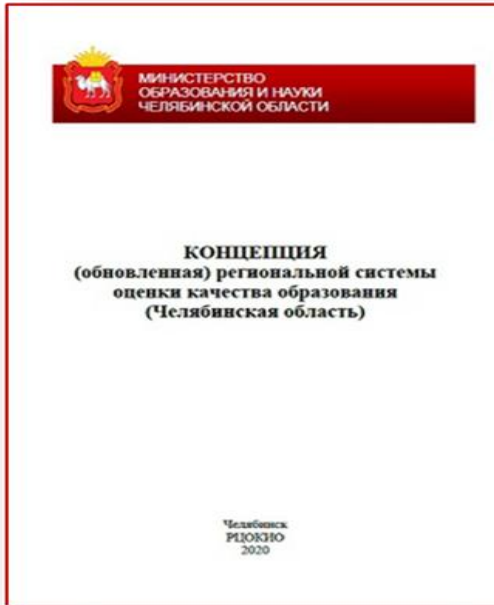 МИНИСТЕРСТВО
ОБРАЗОВАНИЯ И НАУКИ
ЧЕЛЯБИНСКОЙ ОБЛАСТИ
КОНЦЕПЦИЯ
(обновленная) региональной системы
оценки качества образования
(Челябинская область)
Челябинск
РЦОКИО
2020